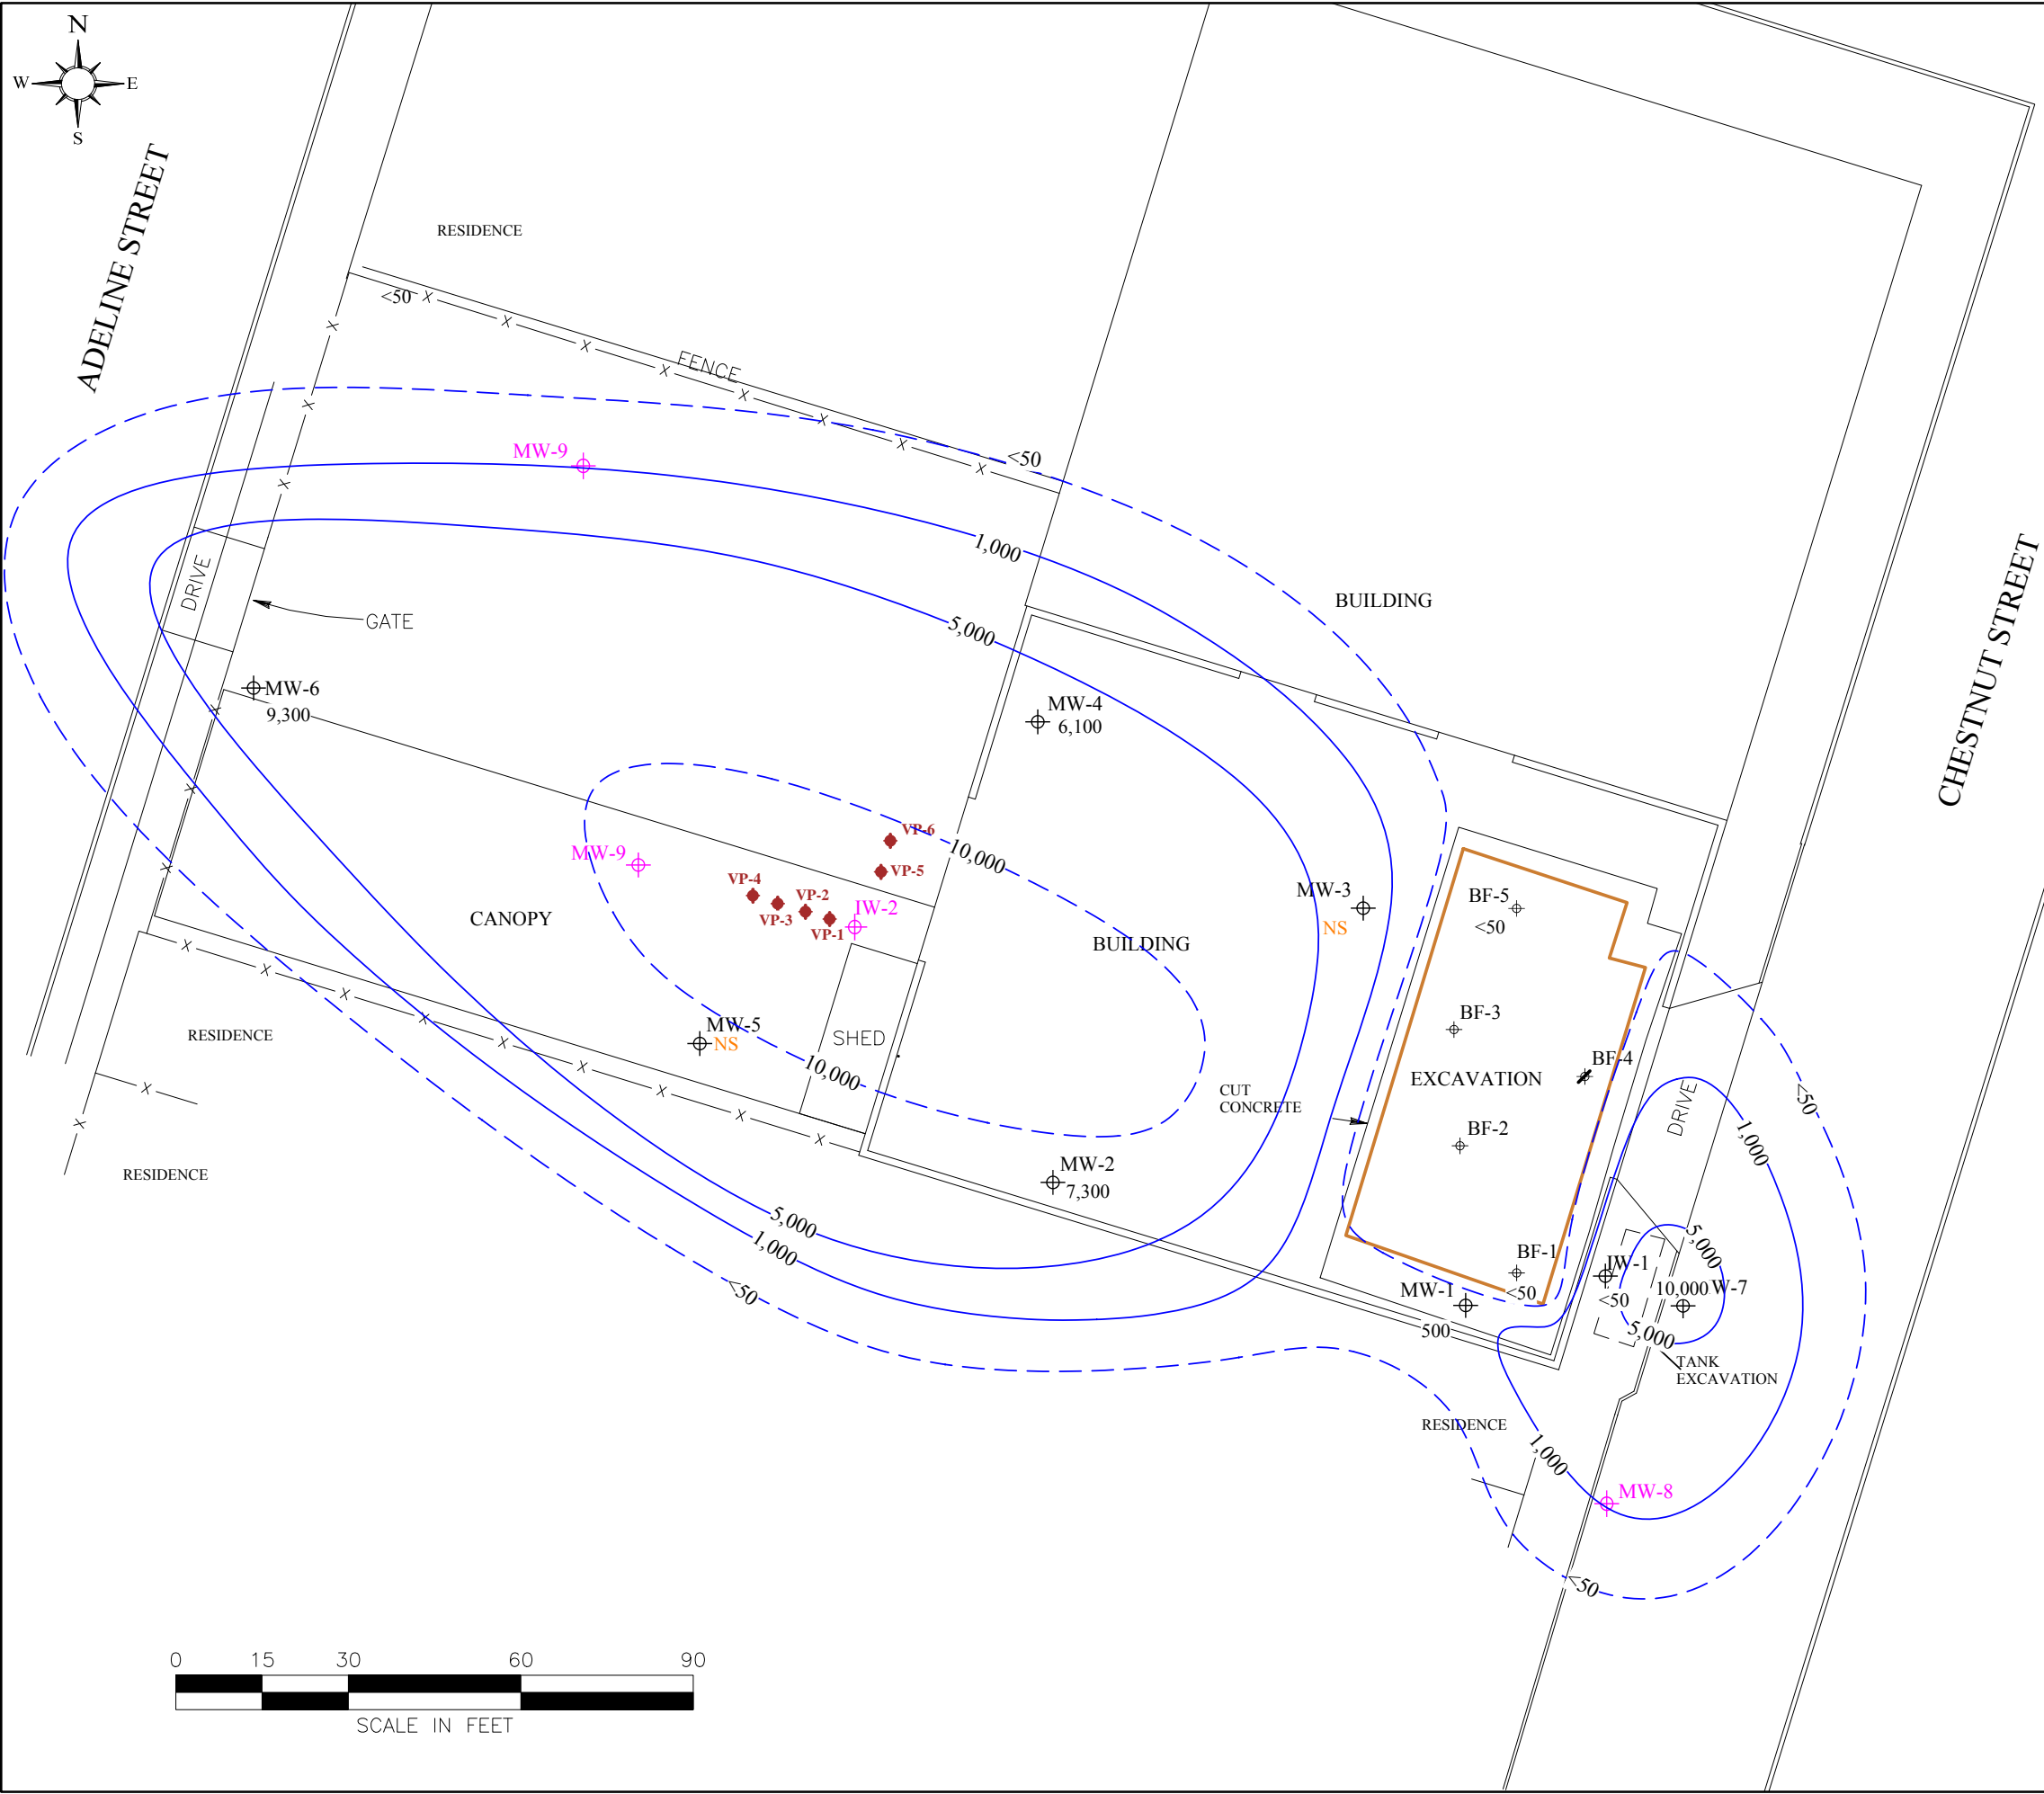 N
W
E
S
ADELINE STREET
RESIDENCE
<50
X
X
X
FENCE
X
X
X
X
X
X
X
X
X
<50
MW-9
1,000
DRIVE
GATE
5,000
BUILDING
CHESTNUT STREET
MW-6
9,300
X
MW-4
6,100
X
X
VP-6
10,000
MW-9
VP-5
VP-4
VP-2
VP-3
VP-1
IW-2
CANOPY
MW-3
NS
BF-5
<50
BUILDING
X
X
X
X
X
X
X
X
X
RESIDENCE
MW-5
NS
SHED
10,000
BF-3
BF-4
EXCAVATION
CUT
CONCRETE
DRIVE
<50
1,000
X
X
BF-2
RESIDENCE
MW-2
7,300
5,000
1,000
<50
5,000
BF-1
<50
IW-1
<50
10,000
W-7
MW-1
500
5,000
TANK
EXCAVATION
RESIDENCE
1,000
MW-8
<50
0 15 30 60 90
SCALE IN FEET